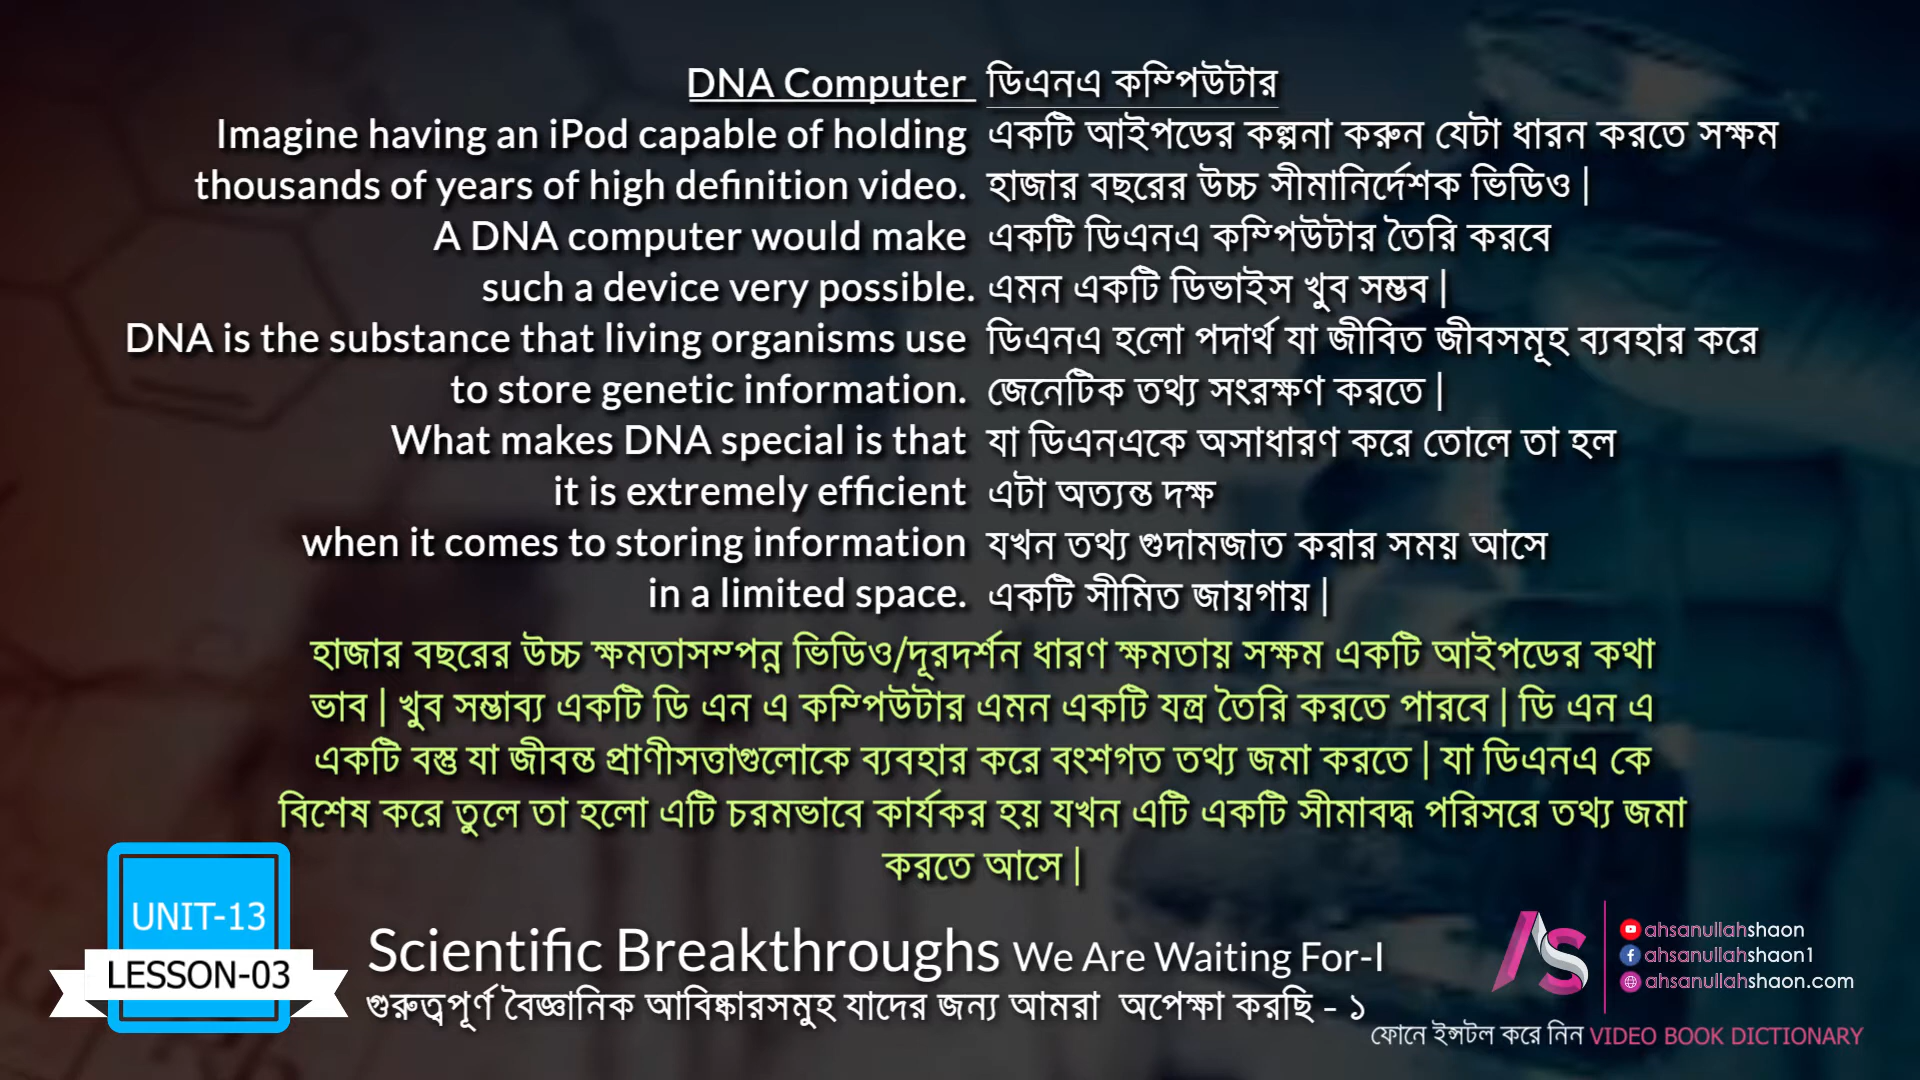 DNA Computer ডিএনএ কম্পিউটার
Imagine having an iPod capable of holding একটি আইপডের কল্পনা করুন যেটা ধারন করতে সক্ষম
thousands of years of high definition video. হাজার বছরের উচ্চ সীমানির্দেশক ভিডিও |
A DNA computer would make একটি ডিএনএ কম্পিউটার তৈরি করবে
such a device very possible. এমন একটি ডিভাইস খুব সম্ভব |
DNA is the substance that living organisms use ডিএনএ হলো পদার্থ যা জীবিত জীবসমূহ ব্যবহার করে
to store genetic information. জেনেটিক তথ্য সংরক্ষণ করতে |
What makes DNA special is that যা ডিএনএকে অসাধারণ করে তোলে তা হল
it is extremely efficient এটা অত্যন্ত দক্ষ
when it comes to storing information যখন তথ্য গুদামজাত করার সময় আসে
in a limited space. একটি সীমিত জায়গায় |
হাজার বছরের উচ্চ ক্ষমতাসম্পন্ন ভিডিও/দূরদর্শন ধারণ ক্ষমতায় সক্ষম একটি আইপডের কথা
ভাব | খুব সম্ভাব্য একটি ডি এন এ কম্পিউটার এমন একটি যন্ত্র তৈরি করতে পারবে | ডি এন এ
একটি বস্তু যা জীবন্ত প্রাণীসত্তাগুলোকে ব্যবহার করে বংশগত তথ্য জমা করতে | যা ডিএনএ কে
বিশেষ করে তুলে তা হলো এটি চরমভাবে কার্যকর হয় যখন এটি একটি সীমাবদ্ধ পরিসরে তথ্য জমা
করতে আসে |
UNIT-13
LESSON-03
Scientific Breakthroughs We Are Waiting For-I
গুরুত্বপূর্ণ বৈজ্ঞানিক আবিষ্কারসমুহ যাদের জন্য আমরা অপেক্ষা করছি - ১
AS
ahsanullahshaon
ahsanullahshaon1
ahsanullahshaon.com
ফোনে ইন্সটল করে নিন VIDEO BOOK DICTIONARY